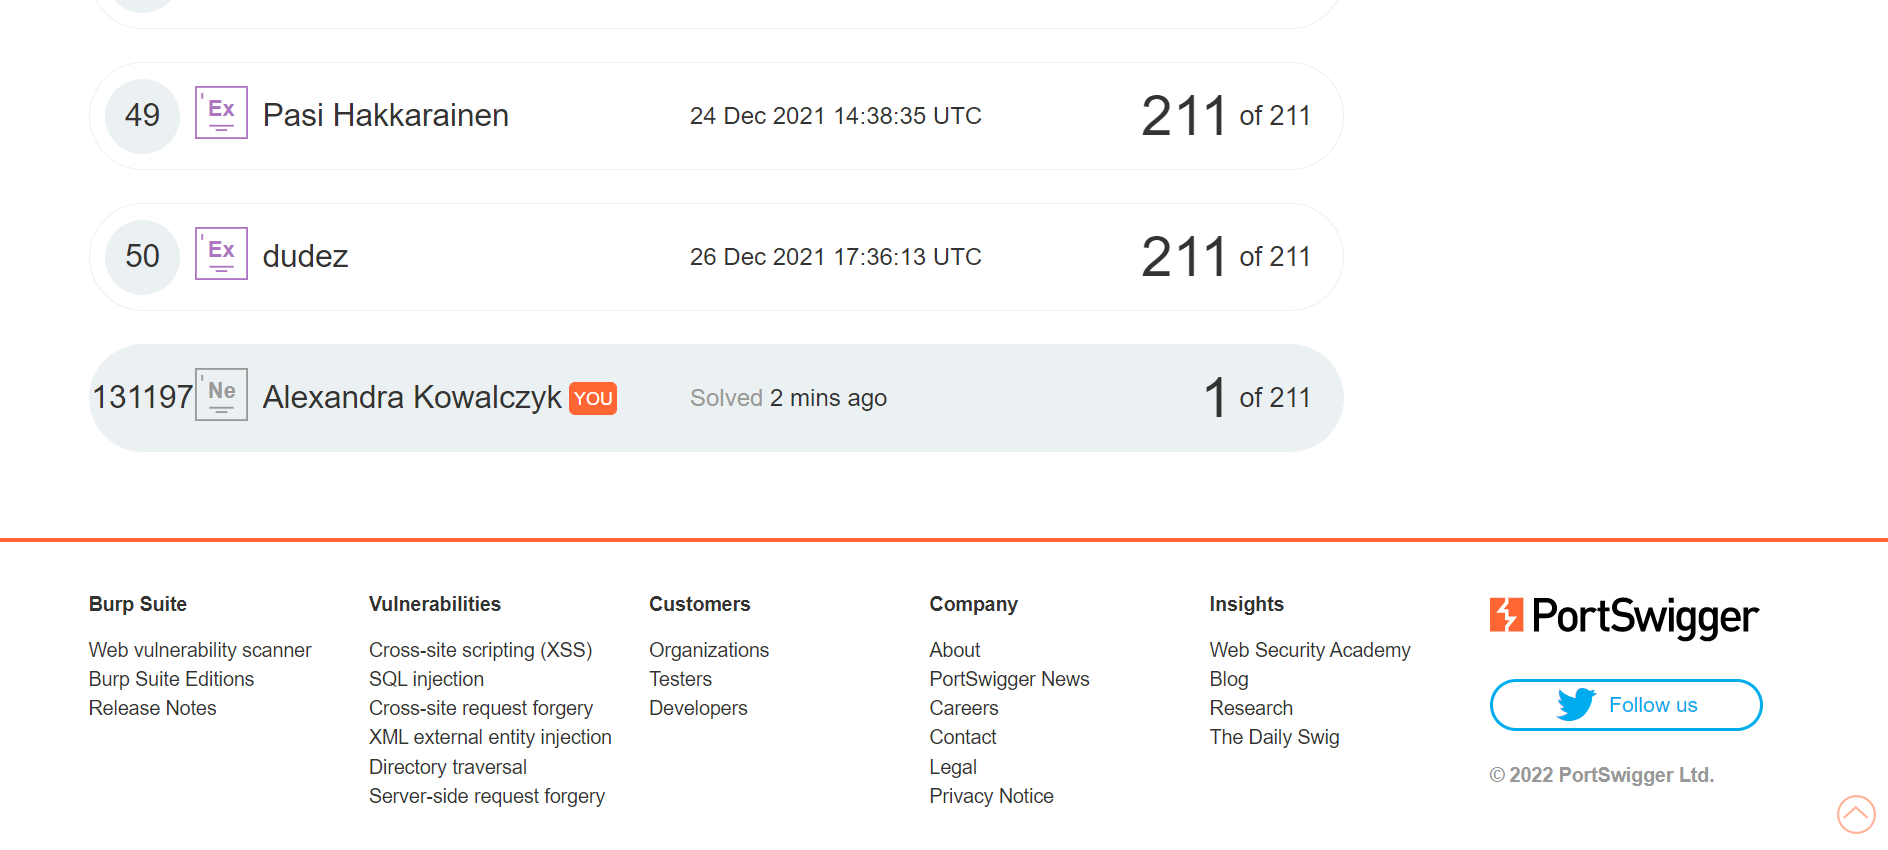 49 Ex Pasi Hakkarainen 24 Dec 2021 14:38:35 UTC 211 of 211
50 Ex dudez 26 Dec 2021 17:36:13 UTC 211 of 211
131197 Ne Alexandra Kowalczyk YOU Solved 2 mins ago 1 of 211
Burp Suite
Web vulnerability scanner
Burp Suite Editions
Release Notes
Vulnerabilities
Cross-site scripting (XSS)
SQL injection
Cross-site request forgery
XML external entity injection
Directory traversal
Server-side request forgery
Customers
Organizations
Testers
Developers
Company
About
PortSwigger News
Careers
Contact
Legal
Privacy Notice
Insights
Web Security Academy
Blog
Research
The Daily Swig
PortSwigger
Follow us
© 2022 PortSwigger Ltd.